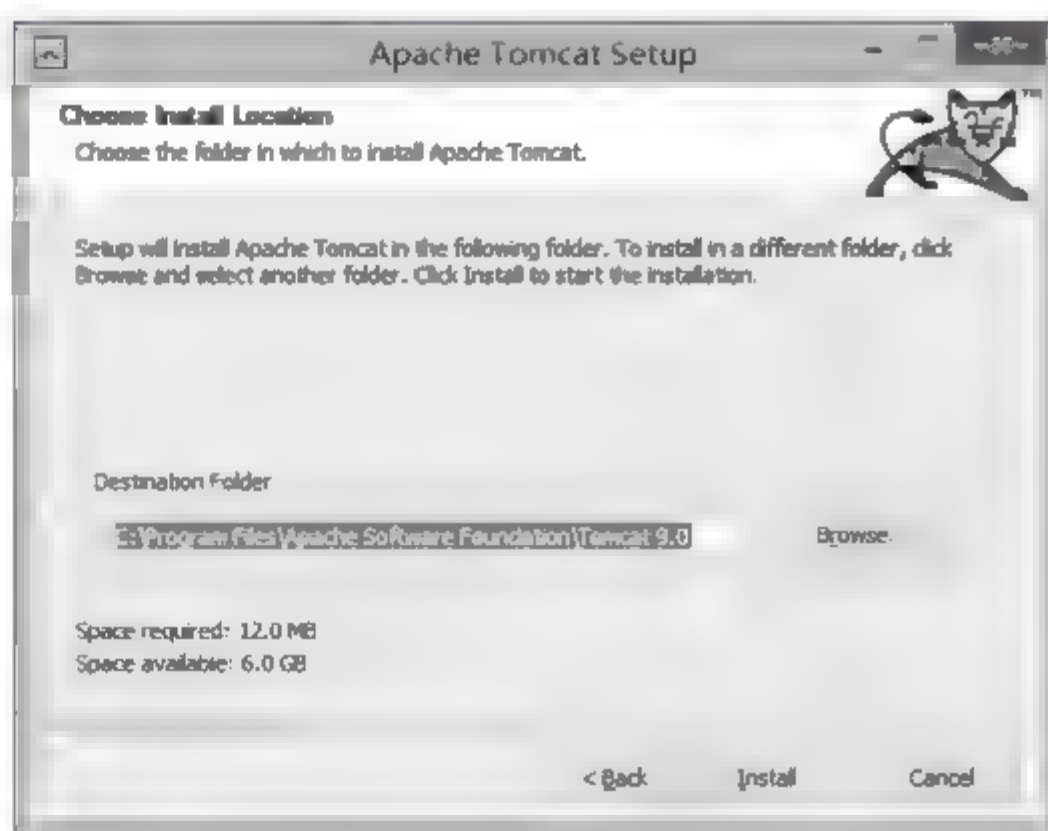 Apache Tomcat Setup
Choose Install Location
Choose the folder in which to install Apache Tomcat.
TM
Setup will install Apache Tomcat in the following folder. To install in a different folder, click
Browse and select another folder. Click Install to start the installation.
Destination Folder
C:\Program Files\Apache Software Foundation\Tomcat 9.0
Browse.
Space required: 12.0 MB
Space available: 6.0 GB
< Back Install Cancel